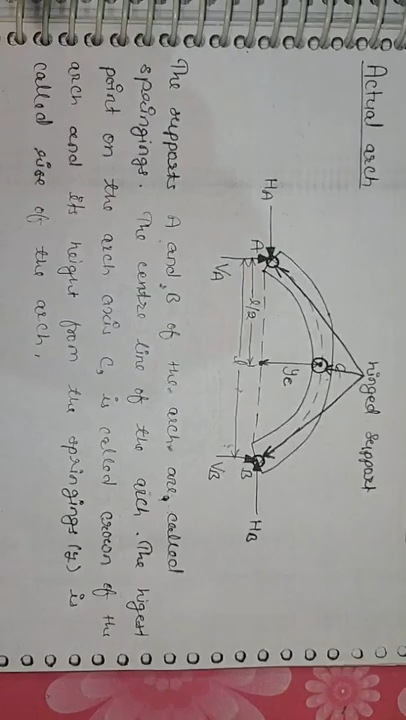 Actual arch
hinged support
C
yc
HA
A
B
HB
VA
l/2
l
VB
The supports A and B of the arch are called
springings. The centre line of the arch. The higest
point on the arch axis C, is called crown of the
arch and its height from the springings (y) is
called rise of the arch.